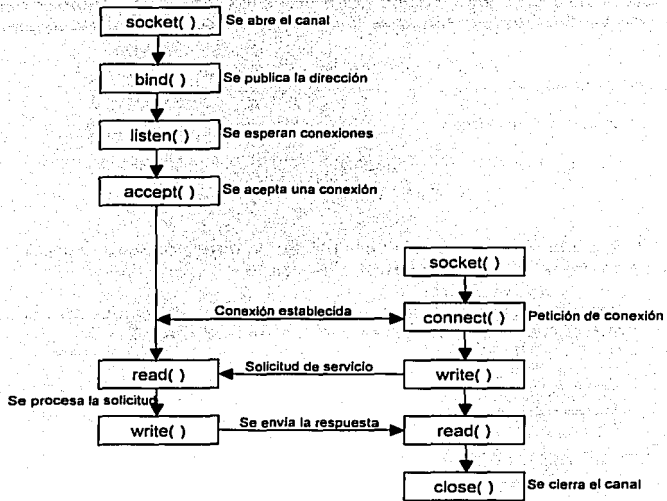 socket( ) Se abre el canal
bind( ) Se publica la dirección
listen( ) Se esperan conexiones
accept( ) Se acepta una conexión
socket( )
Conexión establecida
connect( ) Petición de conexión
read( ) Solicitud de servicio write( )
Se procesa la solicitud
write( ) Se envía la respuesta read( )
close( ) Se cierra el canal